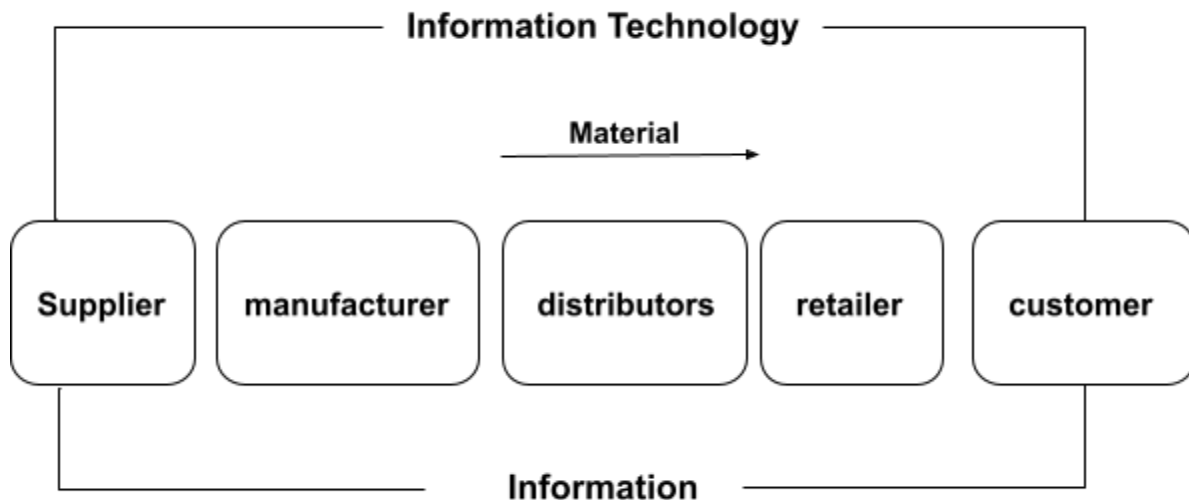 Information Technology
Material
Supplier
manufacturer
distributors
retailer
customer
Information